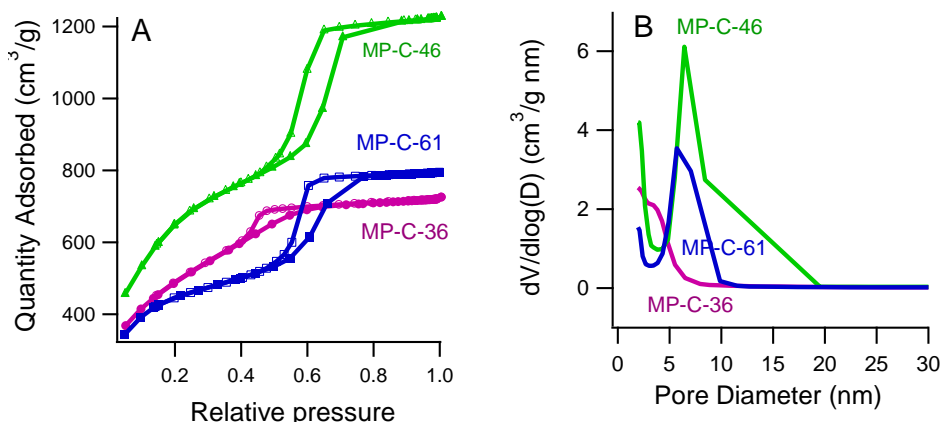 A
1200
1000
800
600
400
Quantity Adsorbed (cm³/g)
MP-C-46
MP-C-61
MP-C-36
0.2 0.4 0.6 0.8 1.0
Relative pressure
B
6
4
2
0
dV/dlog(D) (cm³/g nm)
MP-C-46
MP-C-61
MP-C-36
0 5 10 15 20 25 30
Pore Diameter (nm)